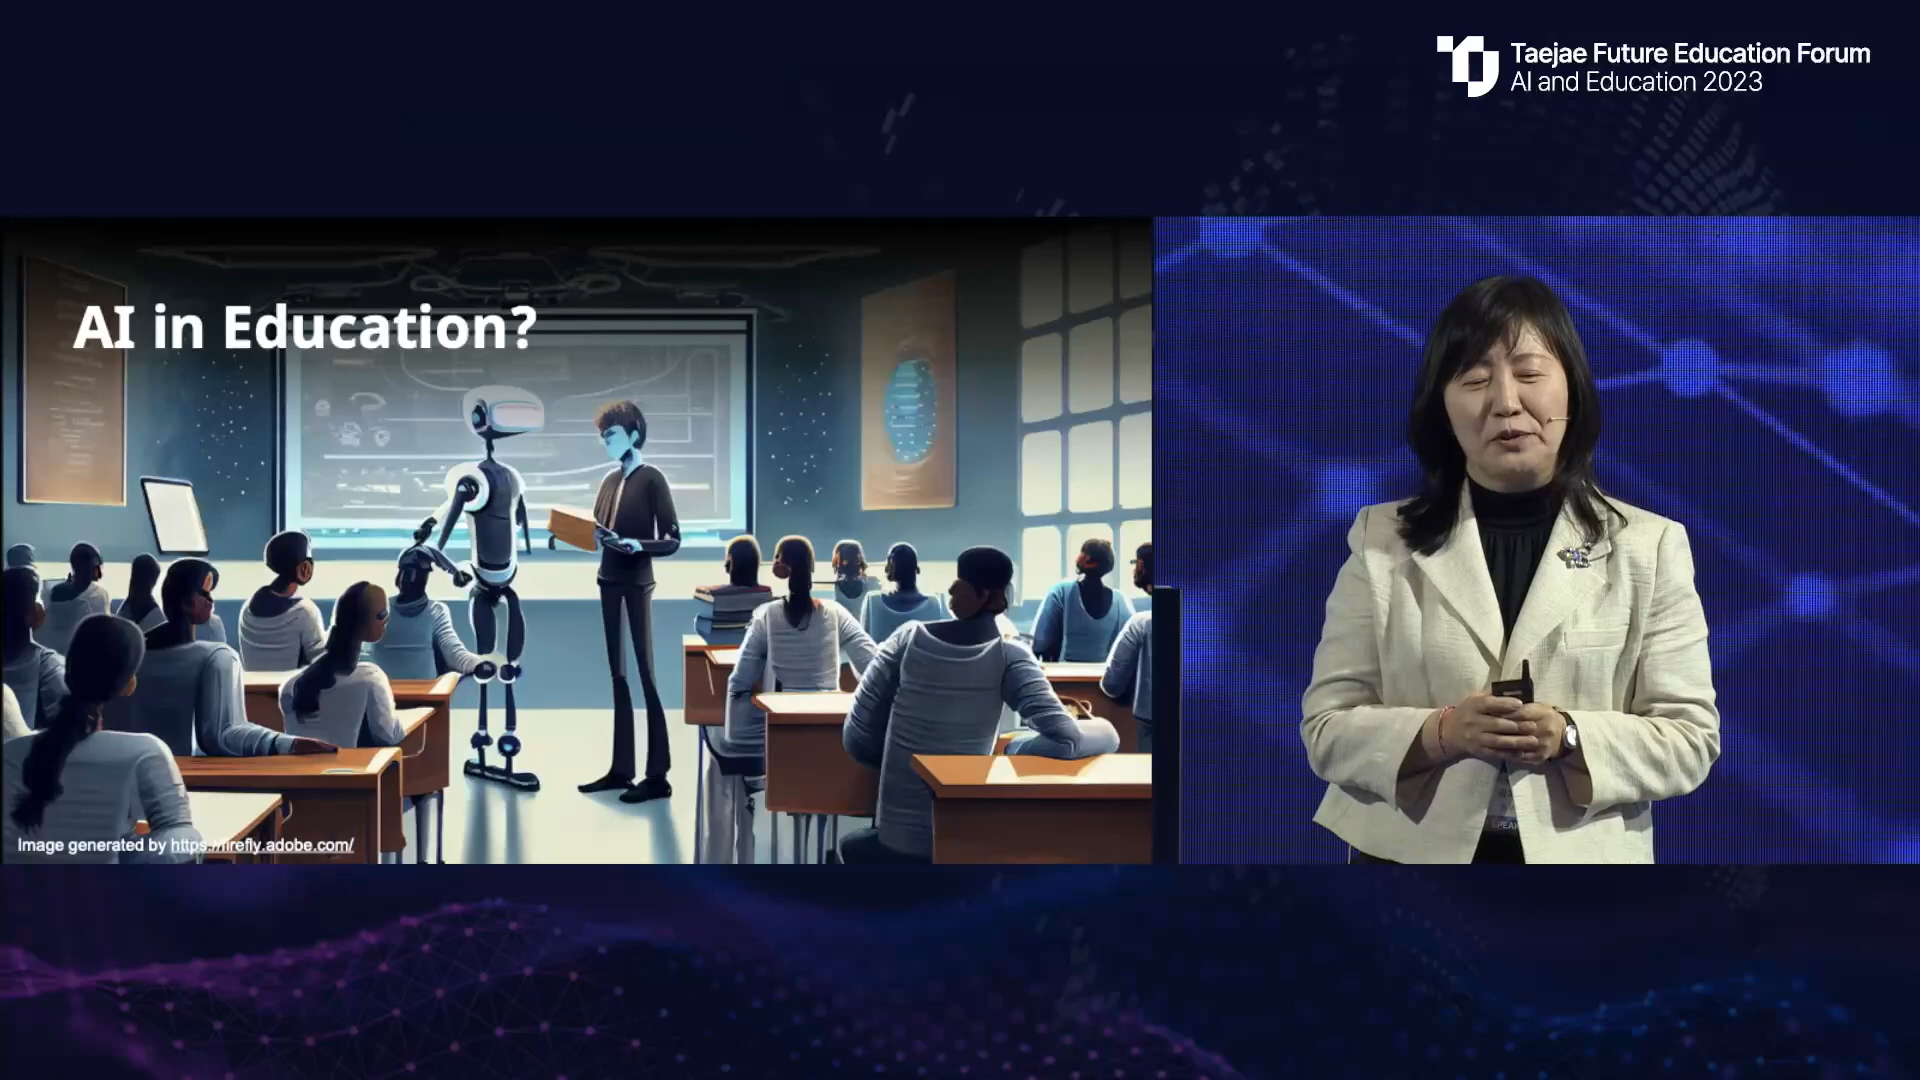 Taejae Future Education Forum
AI and Education 2023
AI in Education?
Image generated by https://firefly.adobe.com/